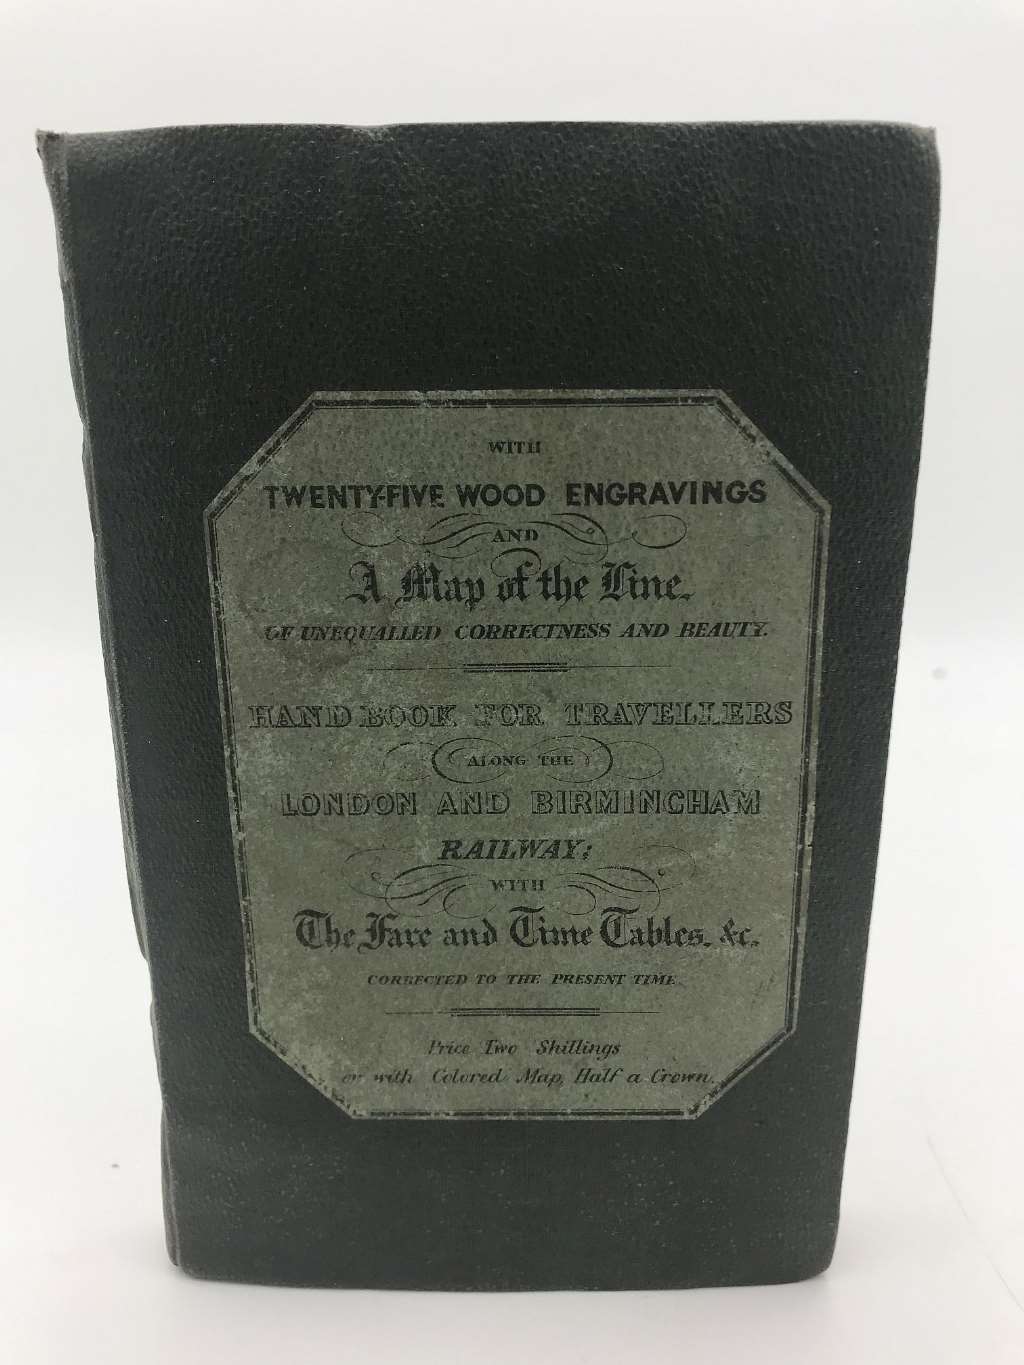 WITH
TWENTY-FIVE WOOD ENGRAVINGS
AND
A Map of the Line,
OF UNEQUALLED CORRECTNESS AND BEAUTY.
HAND BOOK FOR TRAVELLERS
ALONG THE
LONDON AND BIRMINGHAM
RAILWAY;
WITH
The Fare and Time Tables, &c.
CORRECTED TO THE PRESENT TIME
Price Two Shillings
or with Colored Map, Half a Crown.